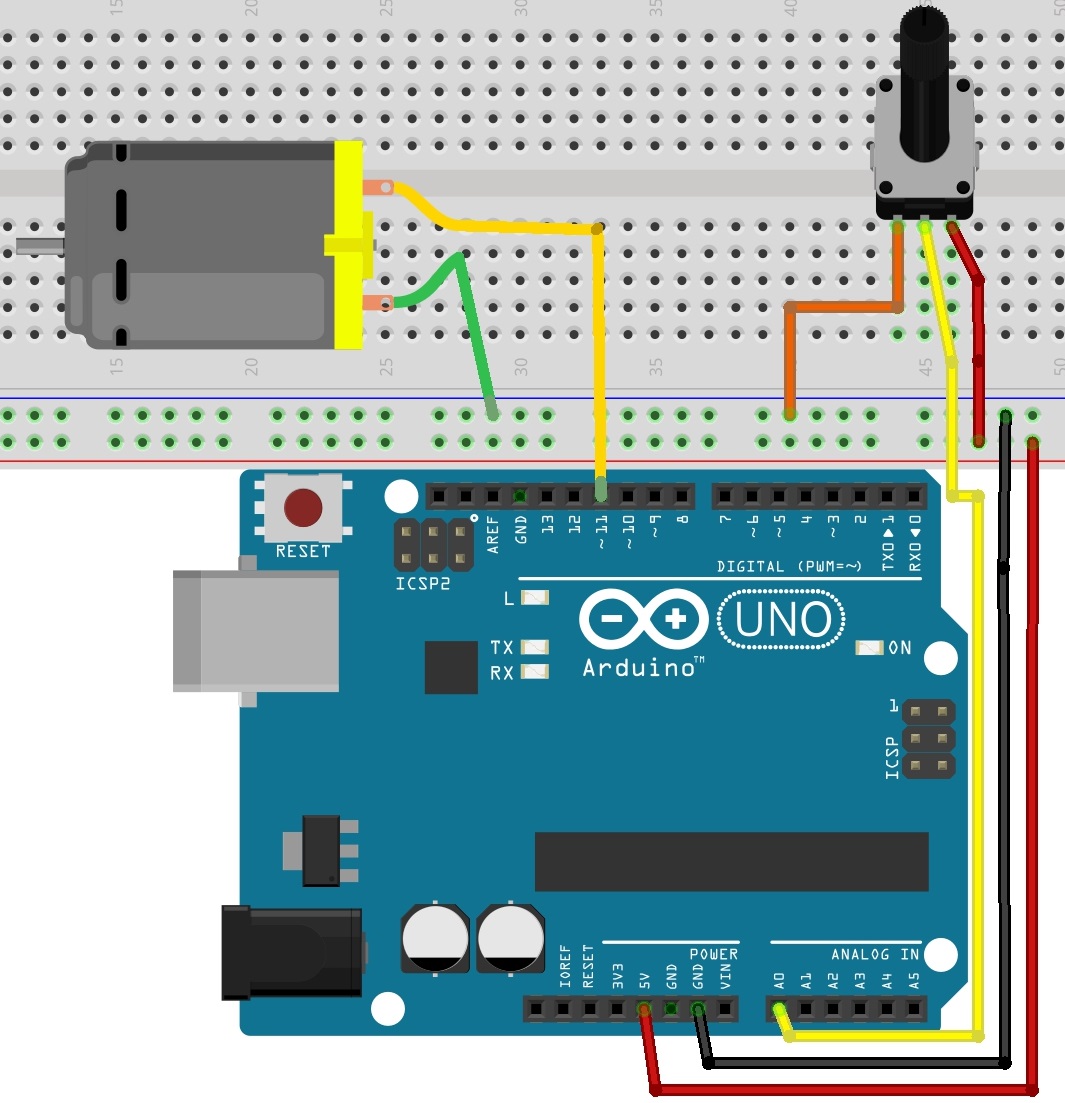 15 20 25 30 35 40 45 50
15 20 25 30 35 45 50
RESET
ICSP2
AREF
GND
13
12
~11
~10
~9
8
7
~6
~5
4
~3
2
TX0▶1
RX0◀0
DIGITAL (PWM=~)
L
TX
RX
UNO
Arduino™
ON
1
ICSP
IOREF
RESET
3V3
5V
GND
GND
VIN
POWER
ANALOG IN
A0
A1
A2
A3
A4
A5